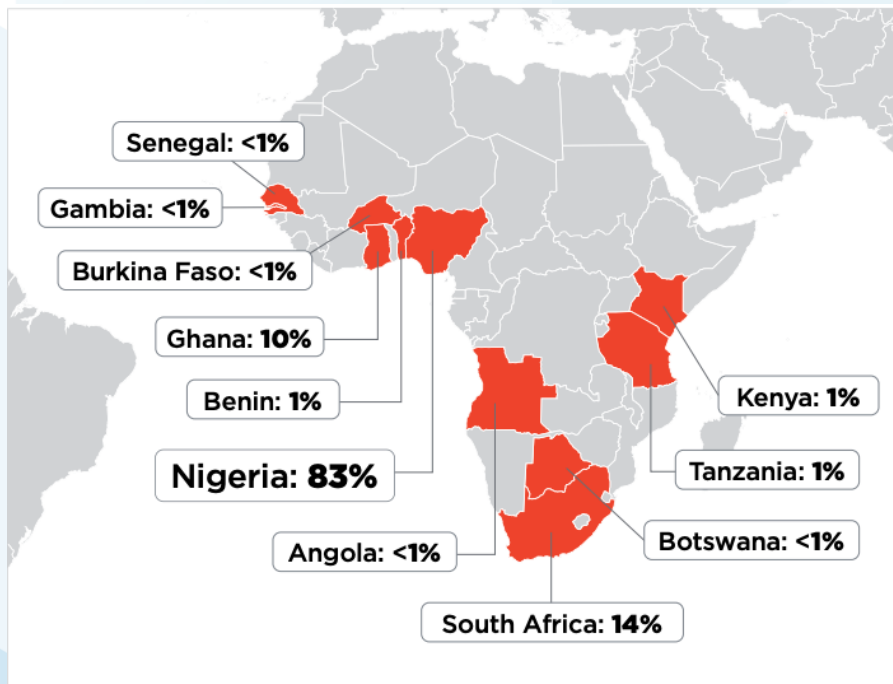 Senegal: <1%
Gambia: <1%
Burkina Faso: <1%
Ghana: 10%
Benin: 1%
Kenya: 1%
Nigeria: 83%
Tanzania: 1%
Angola: <1%
Botswana: <1%
South Africa: 14%